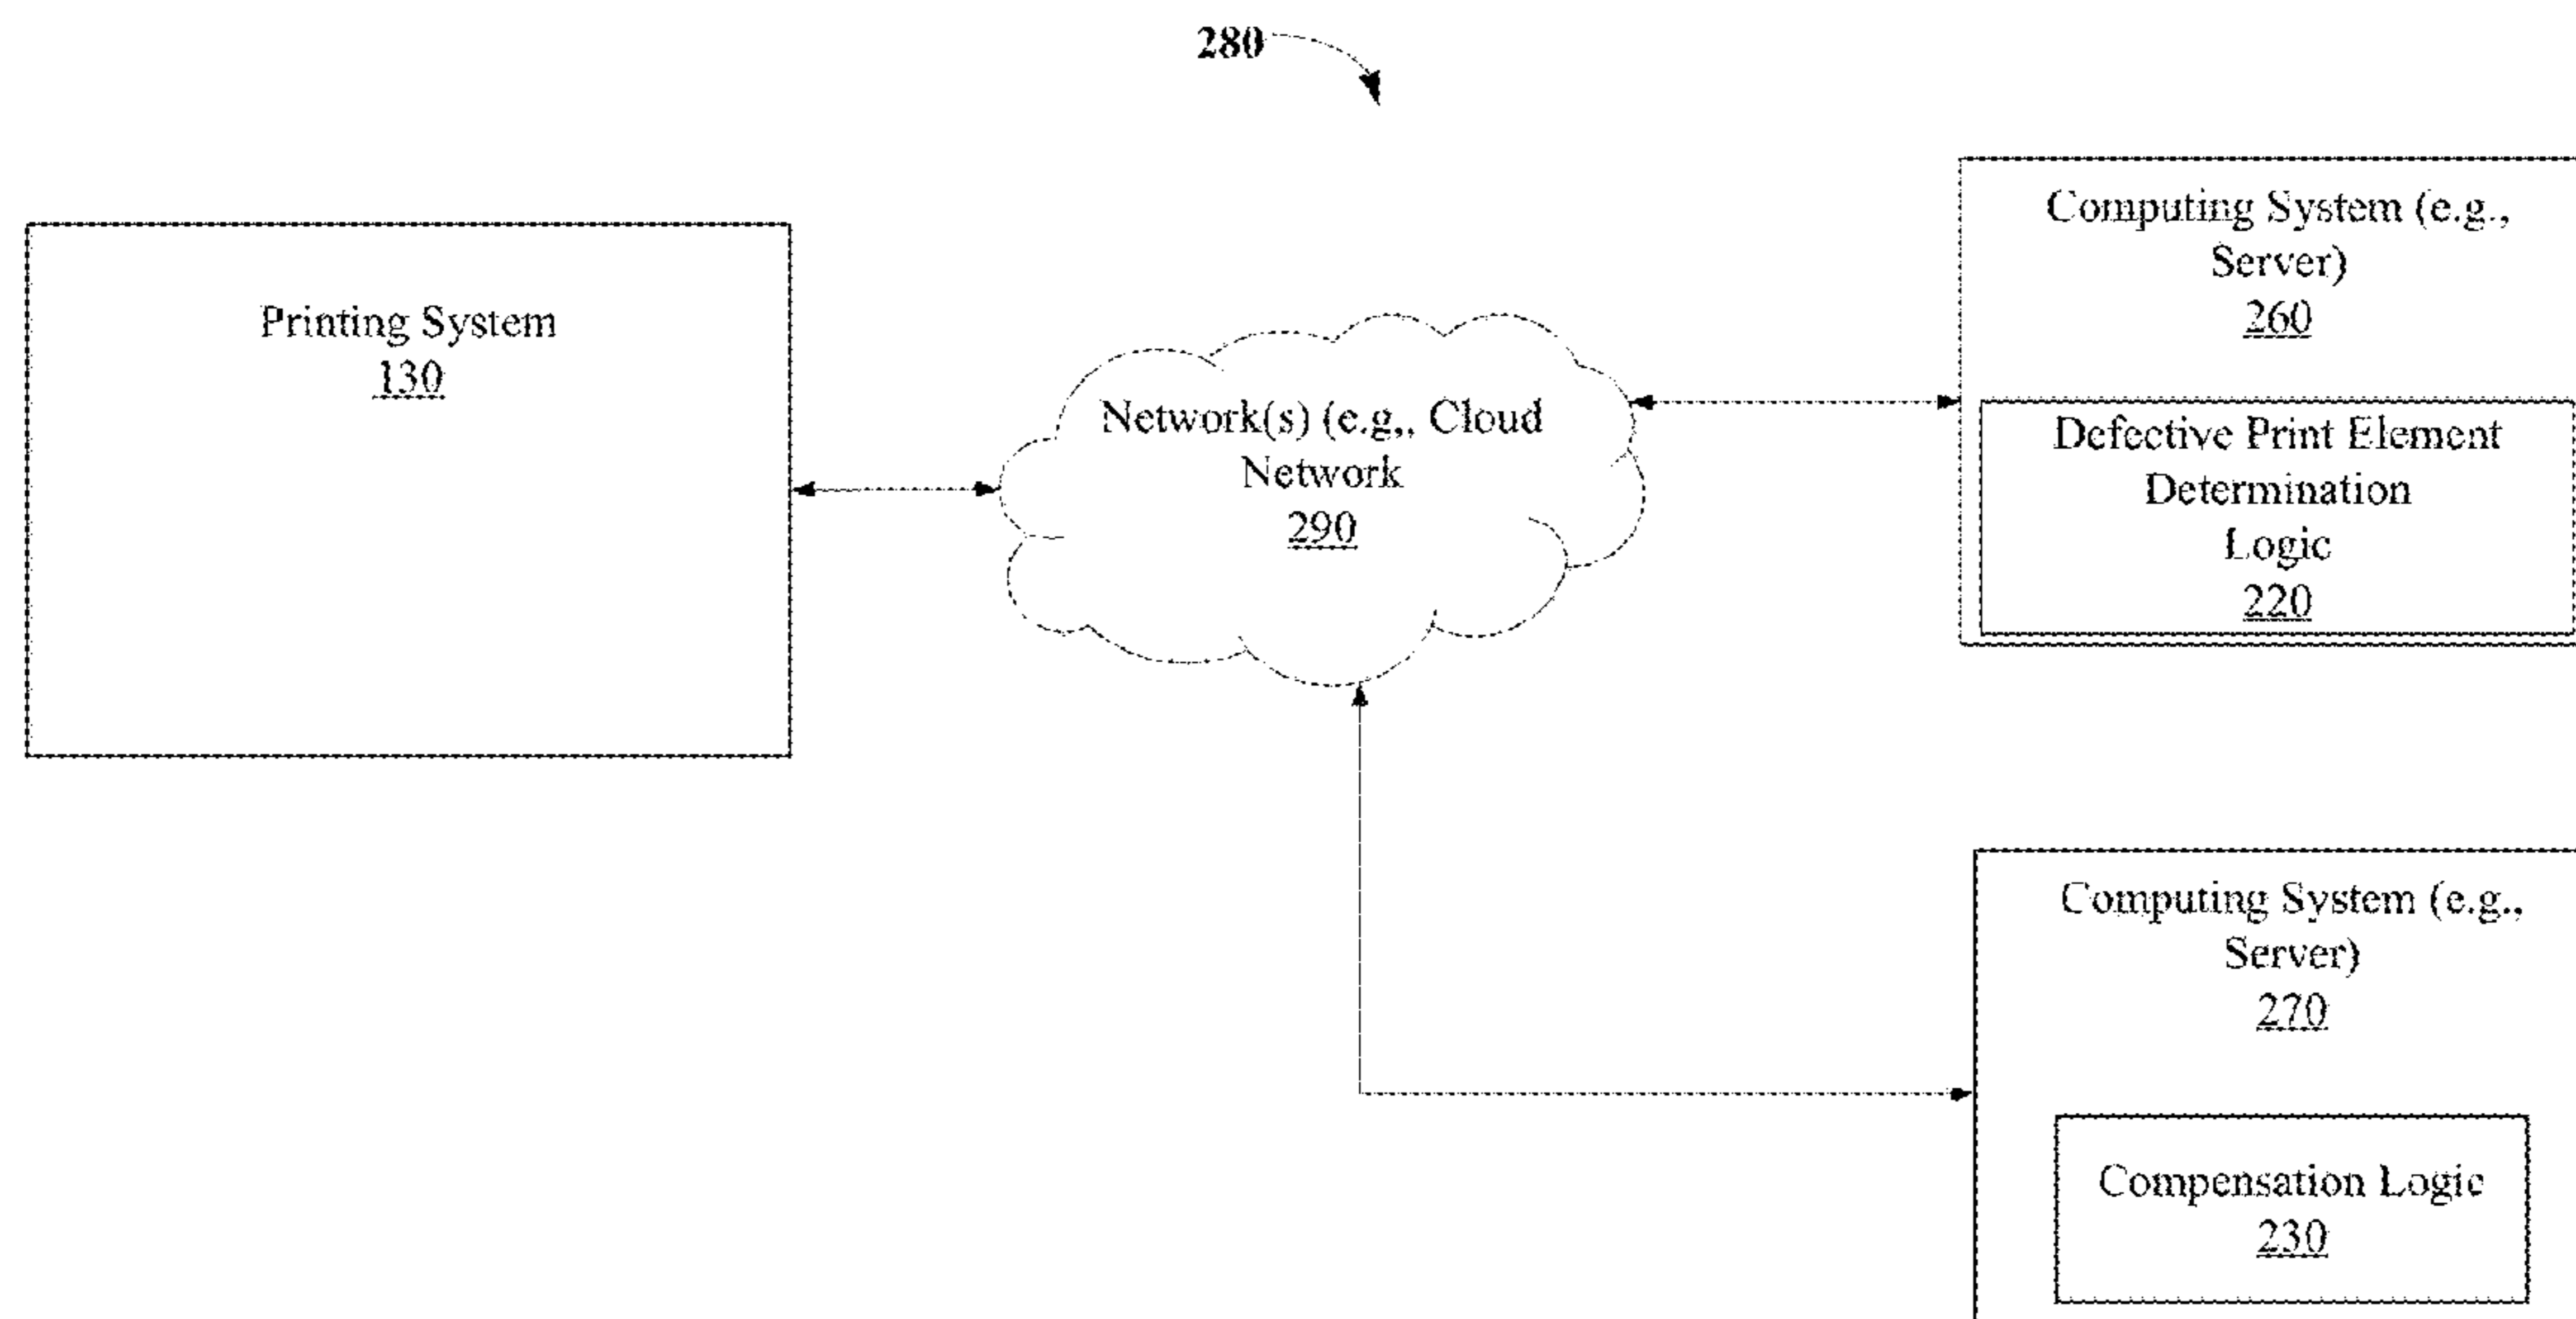 280
Printing System
130
Network(s) (e.g,, Cloud
Network
290
Computing System (e.g.,
Server)
260
Defective Print Element
Determination
Logic
220
Computing System (e.g.,
Server)
270
Compensation Logic
230